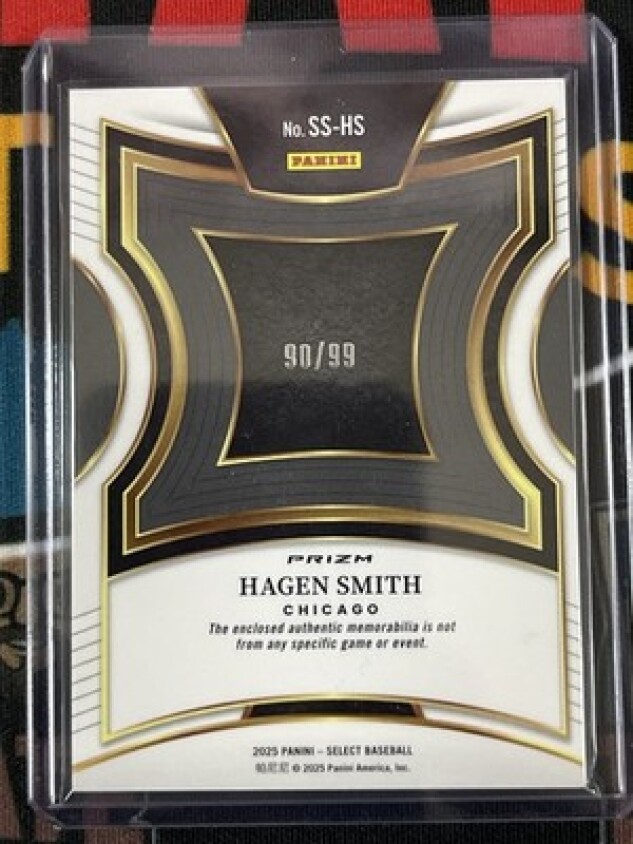 No. SS-HS
PANINI
90/99
PRIZM
HAGEN SMITH
CHICAGO
The enclosed authentic memorabilia is not
from any specific game or event.
2025 PANINI – SELECT BASEBALL
© 2025 Panini America, Inc.